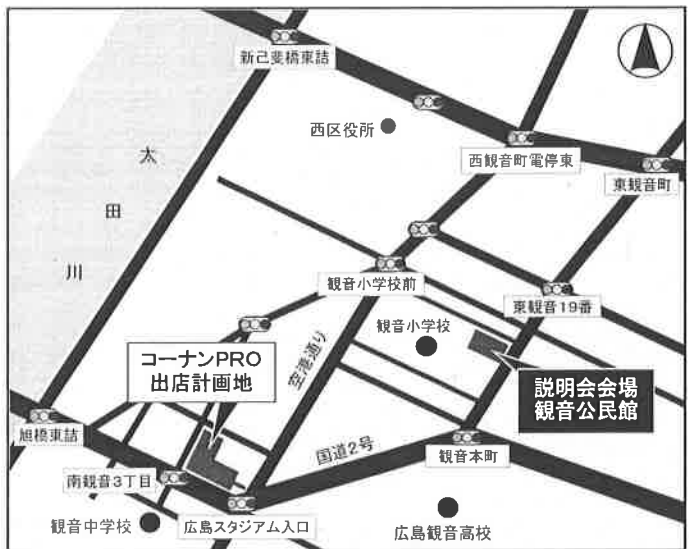 新己斐橋東詰
西区役所
西観音町電停東
東観音町
太田川
観音小学校前
東観音19番
観音小学校
空港通り
コーナンPRO
出店計画地
説明会会場
観音公民館
旭橋東詰
国道2号
観音本町
南観音3丁目
観音中学校
広島スタジアム入口
広島観音高校